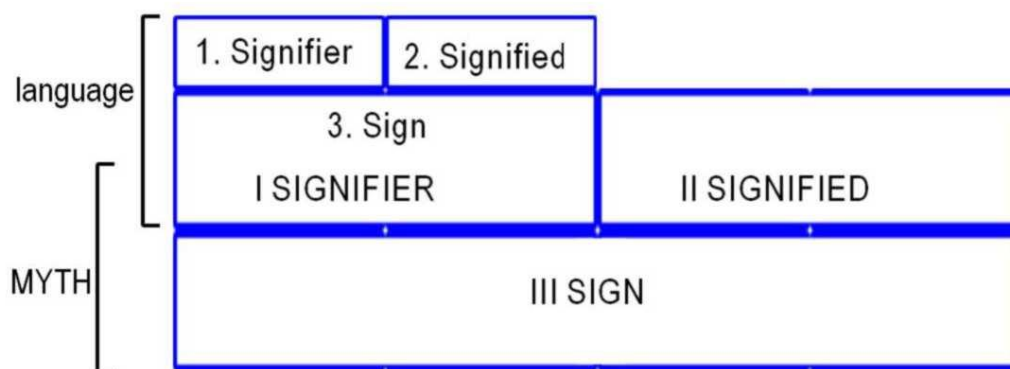 1. Signifier
2. Signified
language
3. Sign
I SIGNIFIER
II SIGNIFIED
MYTH
III SIGN